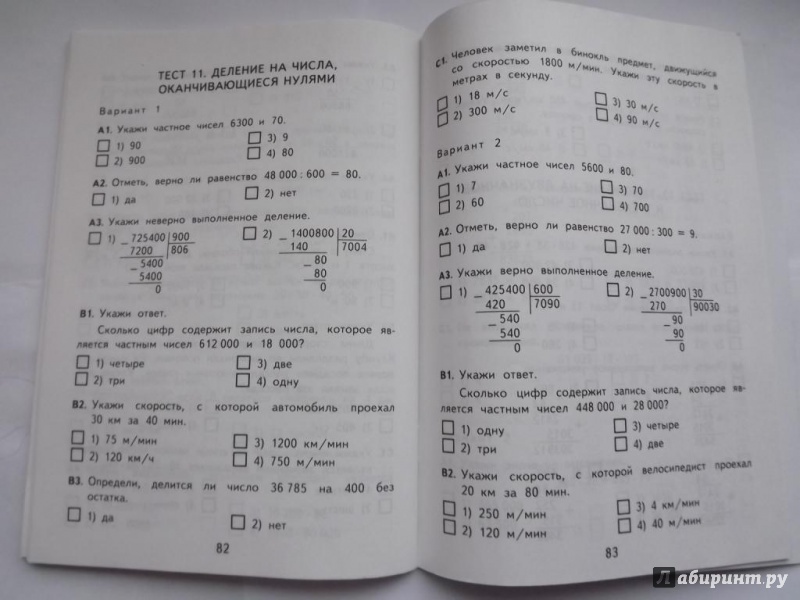 ТЕСТ 11. ДЕЛЕНИЕ НА ЧИСЛА,
ОКАНЧИВАЮЩИЕСЯ НУЛЯМИ
Вариант 1
А1. Укажи частное чисел 6300 и 70.
1) 90
3) 9
2) 900
4) 80
А2. Отметь, верно ли равенство 48 000 : 600 = 80.
1) да
2) нет
А3. Укажи неверно выполненное деление.
1) 725400 900
7200 806
5400
5400
0
2) 1400800 20
140 7004
80
80
0
В1. Укажи ответ.
Сколько цифр содержит запись числа, которое яв-
ляется частным чисел 612 000 и 18 000?
1) четыре
3) две
2) три
4) одну
В2. Укажи скорость, с которой автомобиль проехал
30 км за 40 мин.
1) 75 м/мин
3) 1200 км/мин
2) 120 км/ч
4) 750 м/мин
В3. Определи, делится ли число 36 785 на 400 без
остатка.
1) да
2) нет
82
С1. Человек заметил в бинокль предмет, движущийся
со скоростью 1800 м/мин. Укажи эту скорость в
метрах в секунду.
1) 18 м/с
3) 30 м/с
2) 300 м/с
4) 90 м/с
Вариант 2
А1. Укажи частное чисел 5600 и 80.
1) 7
3) 70
2) 60
4) 700
А2. Отметь, верно ли равенство 27 000 : 300 = 9.
1) да
2) нет
А3. Укажи верно выполненное деление.
1) 425400 600
420 7090
540
540
0
2) 2700900 30
270 90030
90
90
0
В1. Укажи ответ.
Сколько цифр содержит запись числа, которое яв-
ляется частным чисел 448 000 и 28 000?
1) одну
3) четыре
2) три
4) две
В2. Укажи скорость, с которой велосипедист проехал
20 км за 80 мин.
1) 250 м/мин
3) 4 км/мин
2) 120 м/мин
4) 40 м/мин
83
Лабиринт.ру